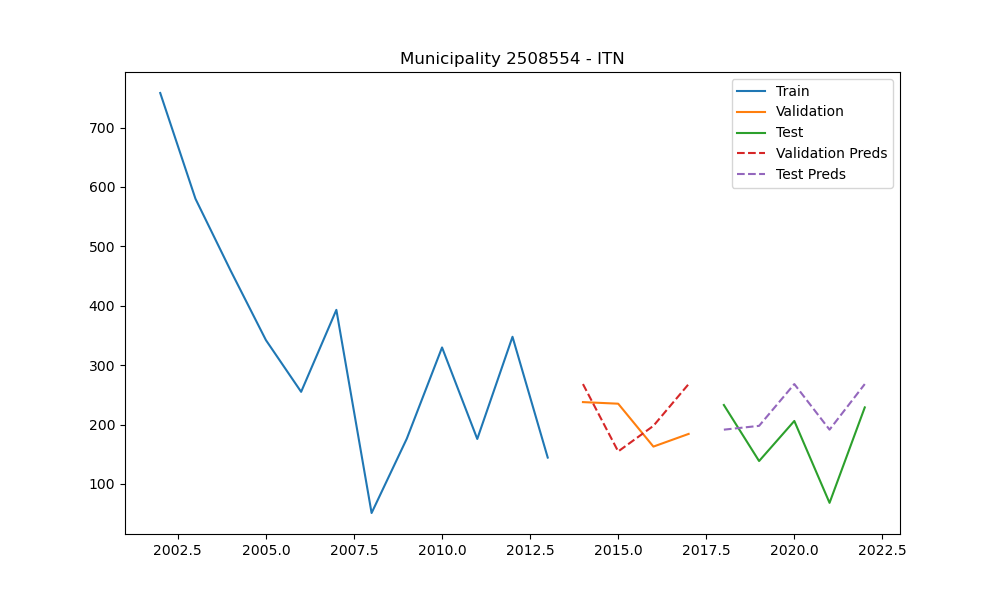 Municipality 2508554 - ITN
Train
Validation
Test
Validation Preds
Test Preds
700
600
500
400
300
200
100
2002.5 2005.0 2007.5 2010.0 2012.5 2015.0 2017.5 2020.0 2022.5